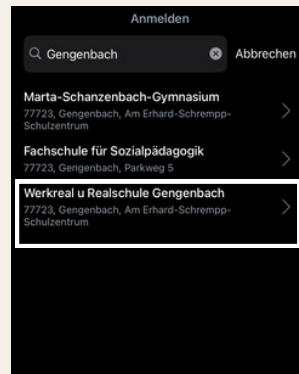 Anmelden
Gengenbach
Abbrechen
Marta-Schanzenbach-Gymnasium
77723, Gengenbach, Am Erhard-Schrempp-
Schulzentrum
Fachschule für Sozialpädagogik
77723, Gengenbach, Parkweg 5
Werkreal u Realschule Gengenbach
77723, Gengenbach, Am Erhard-Schrempp-
Schulzentrum